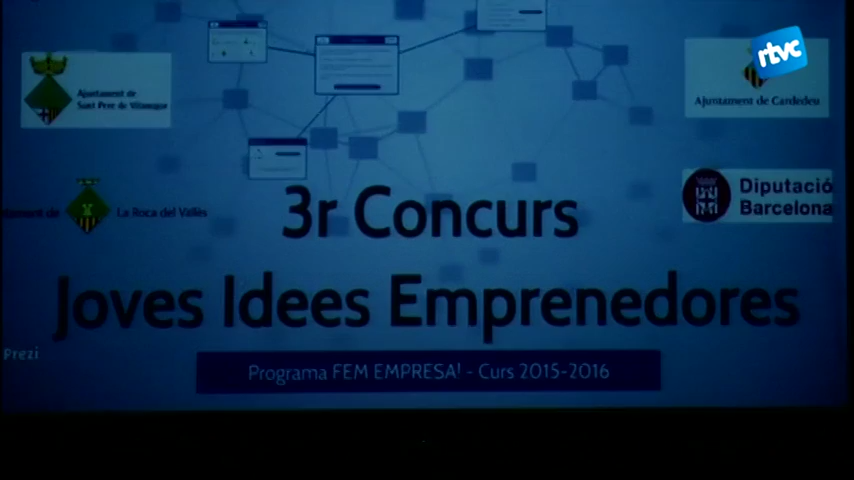 rtvc
Ajuntament de
Sant Pere de Vilamajor
Ajuntament de Cardedeu
La Roca del Vallès
Diputació
Barcelona
3r Concurs
Joves Idees Emprenedores
Prezi
Programa FEM EMPRESA! - Curs 2015-2016